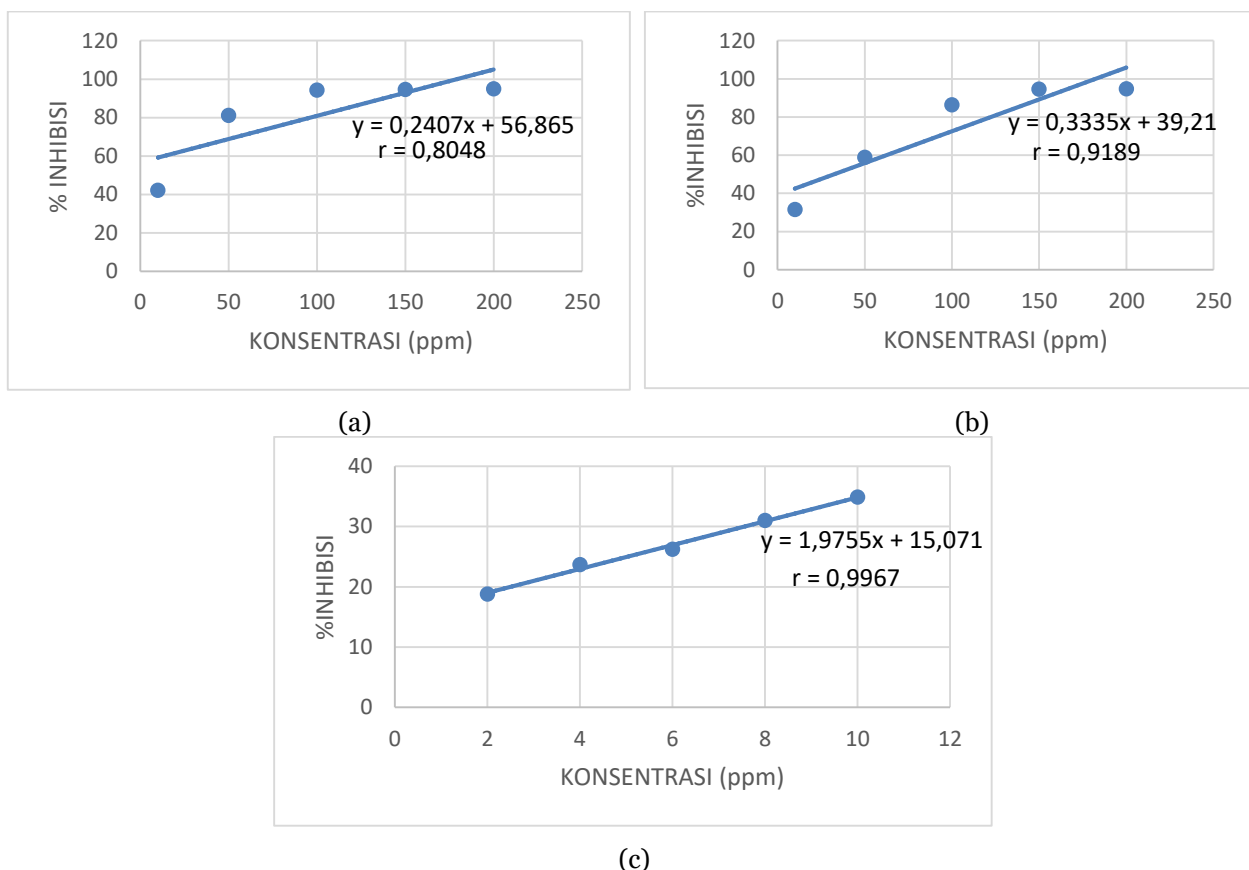 % INHIBISI
120
100
80
60
40
20
0
y = 0,2407x + 56,865
r = 0,8048
0 50 100 150 200 250
KONSENTRASI (ppm)
(a)
%INHIBISI
120
100
80
60
40
20
0
y = 0,3335x + 39,21
r = 0,9189
0 50 100 150 200 250
KONSENTRASI (ppm)
(b)
%INHIBISI
40
30
20
10
0
y = 1,9755x + 15,071
r = 0,9967
0 2 4 6 8 10 12
KONSENTRASI (ppm)
(c)